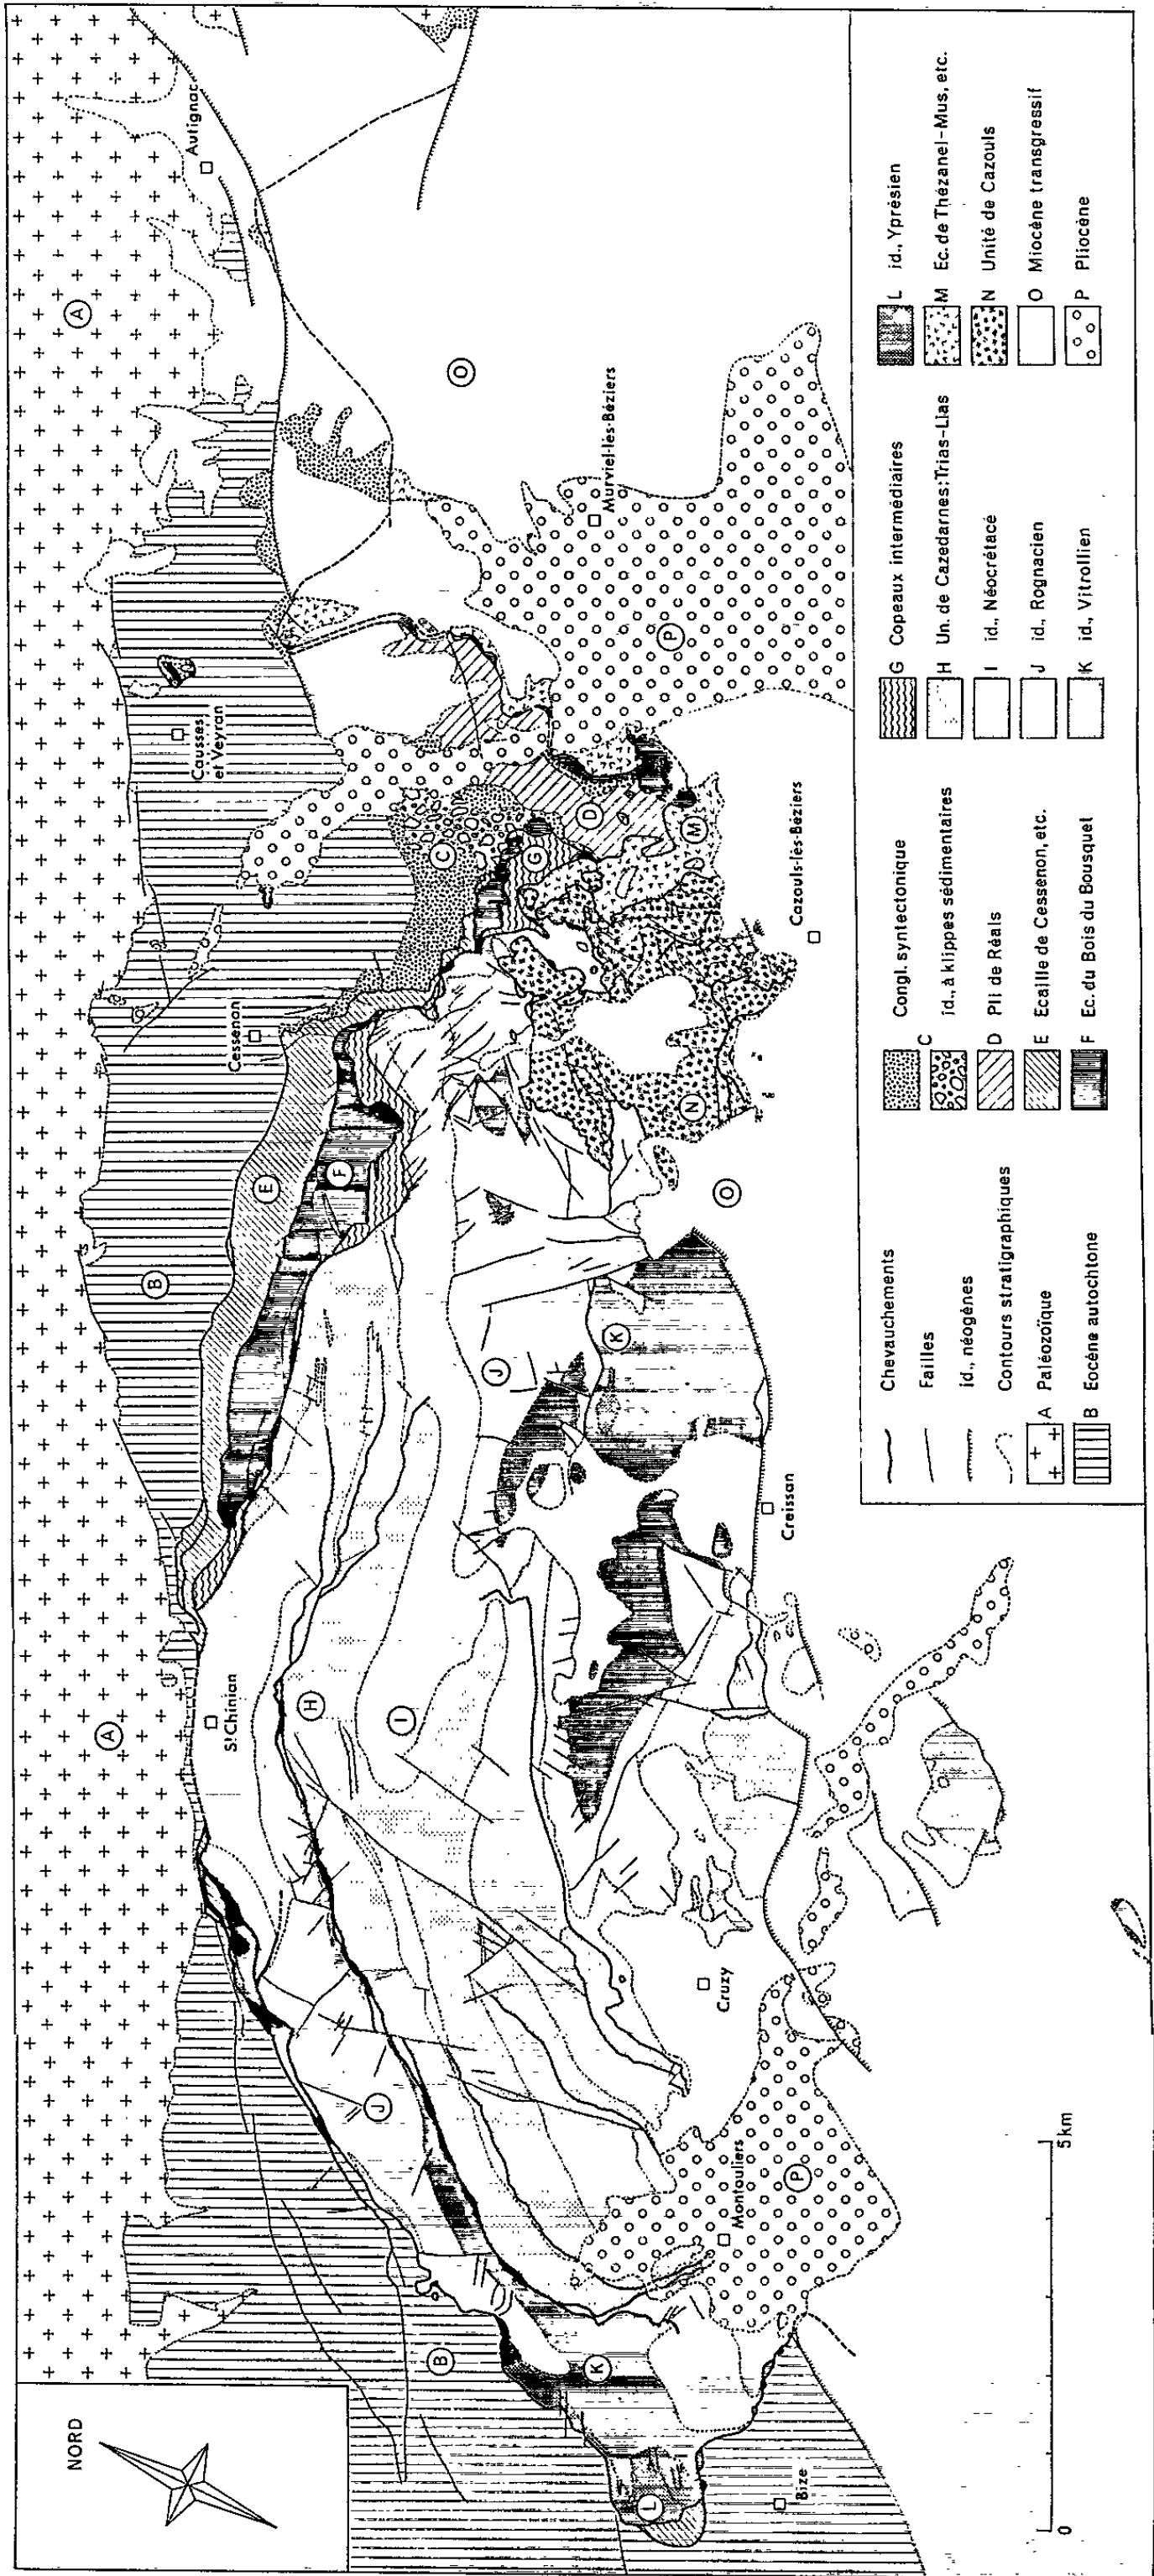 NORD
A
A
B
B
C
D
E
F
G
H
I
J
J
K
K
L
M
N
O
O
P
P
Autignac
Causses
et Veyran
Cessenon
St Chinian
Murviel-lès-Béziers
Cazouls-lès-Béziers
Creissan
Cruzy
Montouliers
Bize
0
5km
Chevauchements
Failles
id., néogènes
Contours stratigraphiques
A Paléozoïque
B Eocène autochtone
Congl. syntectonique
C
id., à klippes sédimentaires
D Pli de Réals
E Ecaille de Cessenon, etc.
F Ec. du Bois du Bousquet
G Copeaux intermédiaires
H Un. de Cazedarnes: Trias-Lias
I id., Néocrétacé
J id., Rognacien
K id., Vitrollien
L id., Yprésien
M Ec. de Thézanel-Mus, etc.
N Unité de Cazouls
O Miocène transgressif
P Pliocène